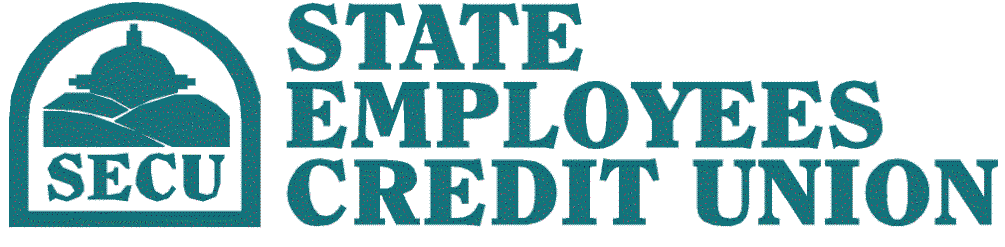 SECU
STATE
EMPLOYEES
CREDIT UNION